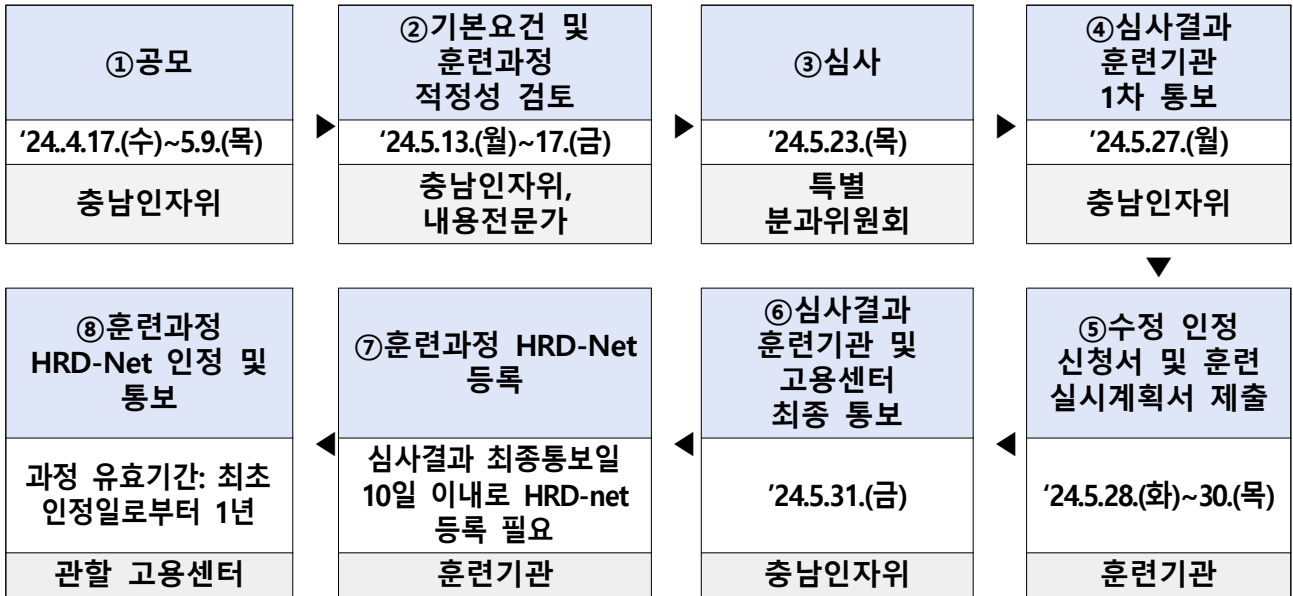 ①공모
'24..4.17.(수)~5.9.(목)
충남인자위
▶
②기본요건 및
훈련과정
적정성 검토
'24.5.13.(월)~17.(금)
충남인자위,
내용전문가
▶
③심사
'24.5.23.(목)
특별
분과위원회
▶
④심사결과
훈련기관
1차 통보
'24.5.27.(월)
충남인자위
▼
⑤수정 인정
신청서 및 훈련
실시계획서 제출
'24.5.28.(화)~30.(목)
훈련기관
◀
⑥심사결과
훈련기관 및
고용센터
최종 통보
'24.5.31.(금)
충남인자위
◀
⑦훈련과정 HRD-Net
등록
심사결과 최종통보일
10일 이내로 HRD-net
등록 필요
훈련기관
◀
⑧훈련과정
HRD-Net 인정 및
통보
과정 유효기간: 최초
인정일로부터 1년
관할 고용센터